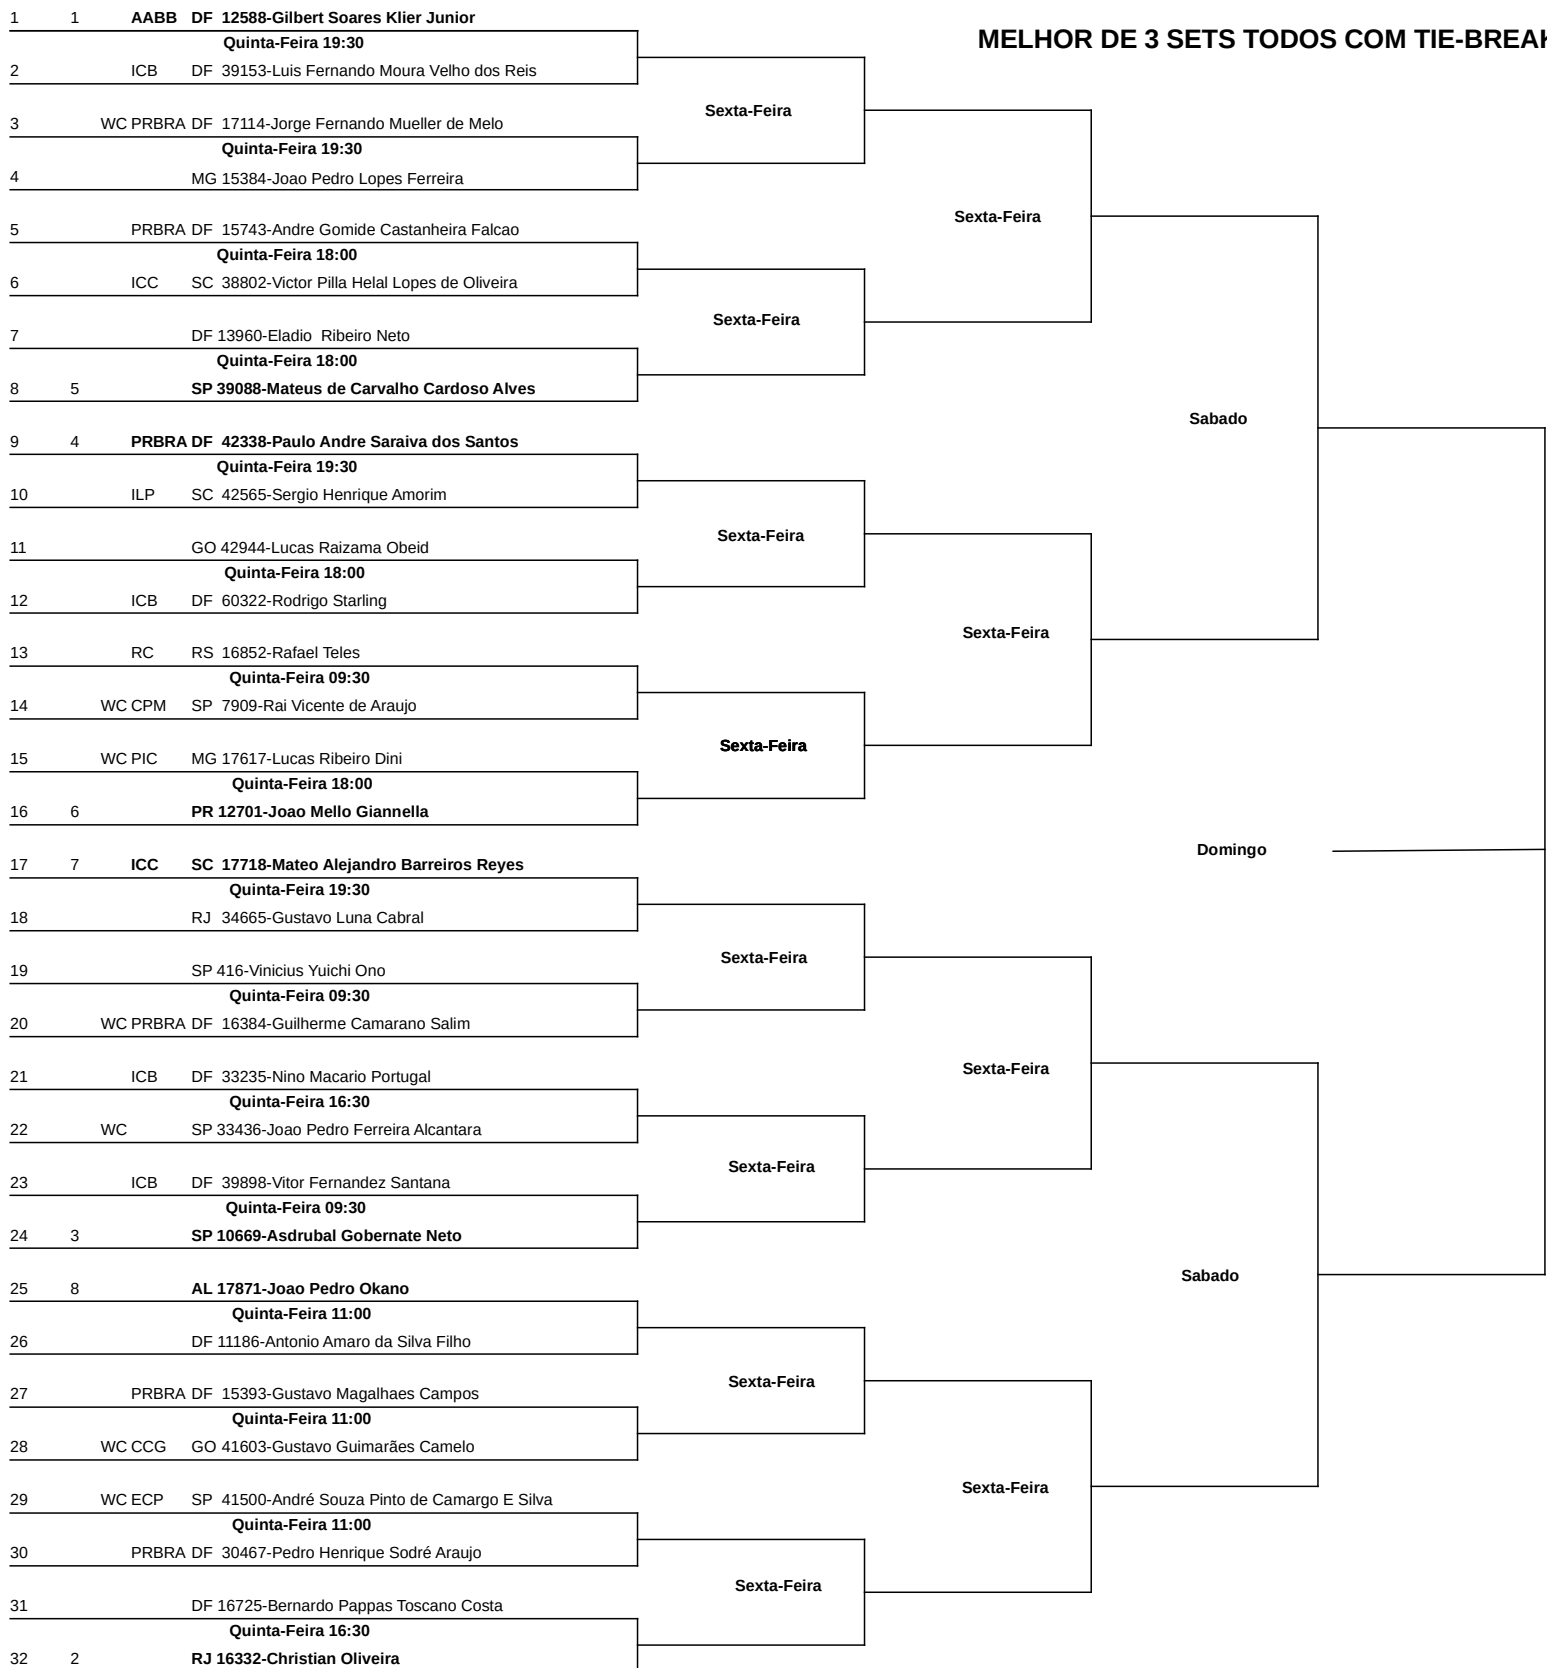 1 1 AABB DF 12588-Gilbert Soares Klier Junior
MELHOR DE 3 SETS TODOS COM TIE-BREAK
Quinta-Feira 19:30
2 ICB DF 39153-Luis Fernando Moura Velho dos Reis
Sexta-Feira
3 WC PRBRA DF 17114-Jorge Fernando Mueller de Melo
Quinta-Feira 19:30
4 MG 15384-Joao Pedro Lopes Ferreira
Sexta-Feira
5 PRBRA DF 15743-Andre Gomide Castanheira Falcao
Quinta-Feira 18:00
6 ICC SC 38802-Victor Pilla Helal Lopes de Oliveira
Sexta-Feira
7 DF 13960-Eladio Ribeiro Neto
Quinta-Feira 18:00
8 5 SP 39088-Mateus de Carvalho Cardoso Alves
Sabado
9 4 PRBRA DF 42338-Paulo Andre Saraiva dos Santos
Quinta-Feira 19:30
10 ILP SC 42565-Sergio Henrique Amorim
Sexta-Feira
11 GO 42944-Lucas Raizama Obeid
Quinta-Feira 18:00
12 ICB DF 60322-Rodrigo Starling
Sexta-Feira
13 RC RS 16852-Rafael Teles
Quinta-Feira 09:30
14 WC CPM SP 7909-Rai Vicente de Araujo
Sexta-Feira
15 WC PIC MG 17617-Lucas Ribeiro Dini
Quinta-Feira 18:00
16 6 PR 12701-Joao Mello Giannella
Domingo
17 7 ICC SC 17718-Mateo Alejandro Barreiros Reyes
Quinta-Feira 19:30
18 RJ 34665-Gustavo Luna Cabral
Sexta-Feira
19 SP 416-Vinicius Yuichi Ono
Quinta-Feira 09:30
20 WC PRBRA DF 16384-Guilherme Camarano Salim
Sexta-Feira
21 ICB DF 33235-Nino Macario Portugal
Quinta-Feira 16:30
22 WC SP 33436-Joao Pedro Ferreira Alcantara
Sexta-Feira
23 ICB DF 39898-Vitor Fernandez Santana
Quinta-Feira 09:30
24 3 SP 10669-Asdrubal Gobernate Neto
Sabado
25 8 AL 17871-Joao Pedro Okano
Quinta-Feira 11:00
26 DF 11186-Antonio Amaro da Silva Filho
Sexta-Feira
27 PRBRA DF 15393-Gustavo Magalhaes Campos
Quinta-Feira 11:00
28 WC CCG GO 41603-Gustavo Guimarães Camelo
Sexta-Feira
29 WC ECP SP 41500-André Souza Pinto de Camargo E Silva
Quinta-Feira 11:00
30 PRBRA DF 30467-Pedro Henrique Sodré Araujo
Sexta-Feira
31 DF 16725-Bernardo Pappas Toscano Costa
Quinta-Feira 16:30
32 2 RJ 16332-Christian Oliveira